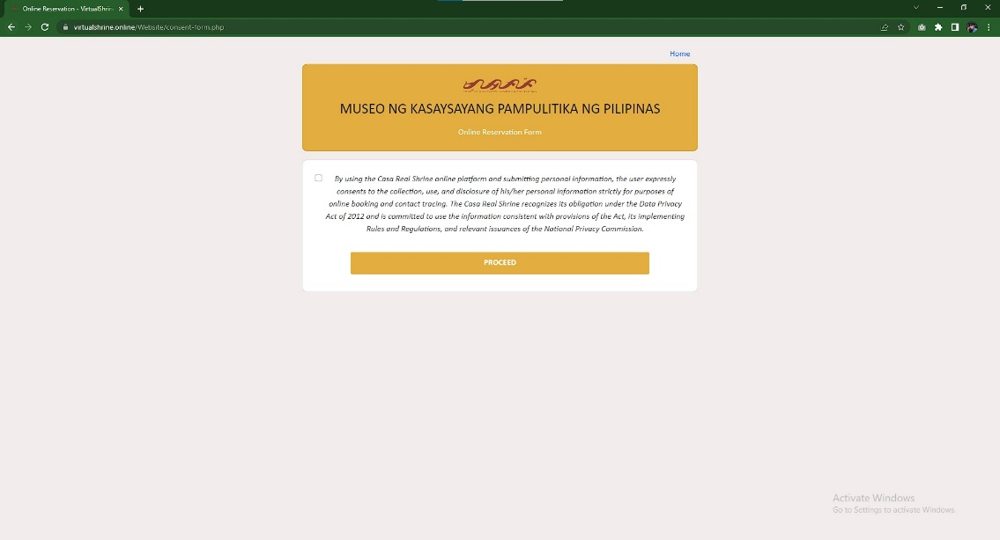 Online Reservation - VirtualShrin
virtualshrine.online/Website/consent-form.php
Home
MUSEO NG KASAYSAYANG PAMPULITIKA NG PILIPINAS
Online Reservation Form
By using the Casa Real Shrine online platform and submitting personal information, the user expressly
consents to the collection, use, and disclosure of his/her personal information strictly for purposes of
online booking and contact tracing. The Casa Real Shrine recognizes its obligation under the Data Privacy
Act of 2012 and is committed to use the information consistent with provisions of the Act, its implementing
Rules and Regulations, and relevant issuances of the National Privacy Commission.
PROCEED
Activate Windows
Go to Settings to activate Windows.